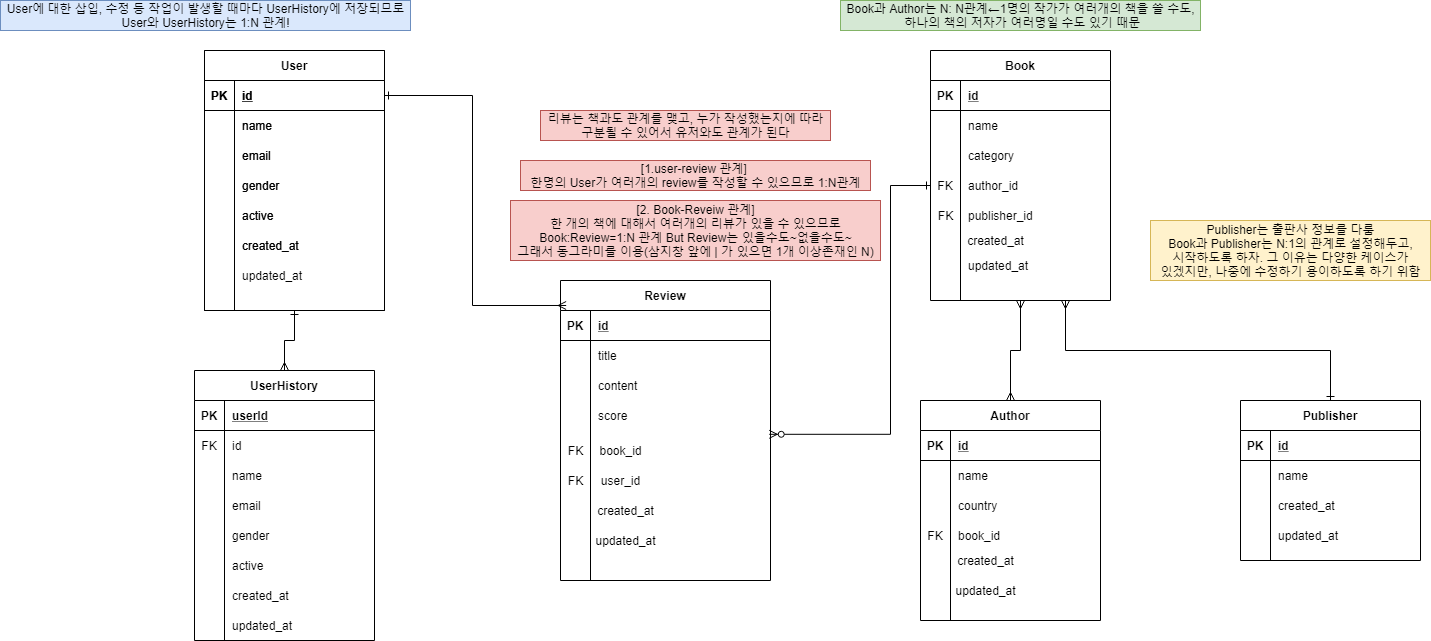 User에 대한 삽입, 수정 등 작업이 발생할 때마다 UserHistory에 저장되므로
User와 UserHistory는 1:N 관계!
Book과 Author는 N: N관계←1명의 작가가 여러개의 책을 쓸 수도,
하나의 책의 저자가 여러명일 수도 있기 때문
User
PK id
name
email
gender
active
created_at
updated_at
리뷰는 책과도 관계를 맺고, 누가 작성했는지에 따라
구분될 수 있어서 유저와도 관계가 된다
[1.user-review 관계]
한명의 User가 여러개의 review를 작성할 수 있으므로 1:N관계
[2. Book-Reveiw 관계]
한 개의 책에 대해서 여러개의 리뷰가 있을 수 있으므로
Book:Review=1:N 관계 But Review는 있을수도~없을수도~
그래서 동그라미를 이용(삼지창 앞에 | 가 있으면 1개 이상존재인 N)
Book
PK id
name
category
FK author_id
FK publisher_id
created_at
updated_at
Publisher는 출판사 정보를 다룸
Book과 Publisher는 N:1의 관계로 설정해두고,
시작하도록 하자. 그 이유는 다양한 케이스가
있겠지만, 나중에 수정하기 용이하도록 하기 위함
Review
PK id
title
content
score
FK book_id
FK user_id
created_at
updated_at
UserHistory
PK userId
FK id
name
email
gender
active
created_at
updated_at
Author
PK id
name
country
FK book_id
created_at
updated_at
Publisher
PK id
name
created_at
updated_at